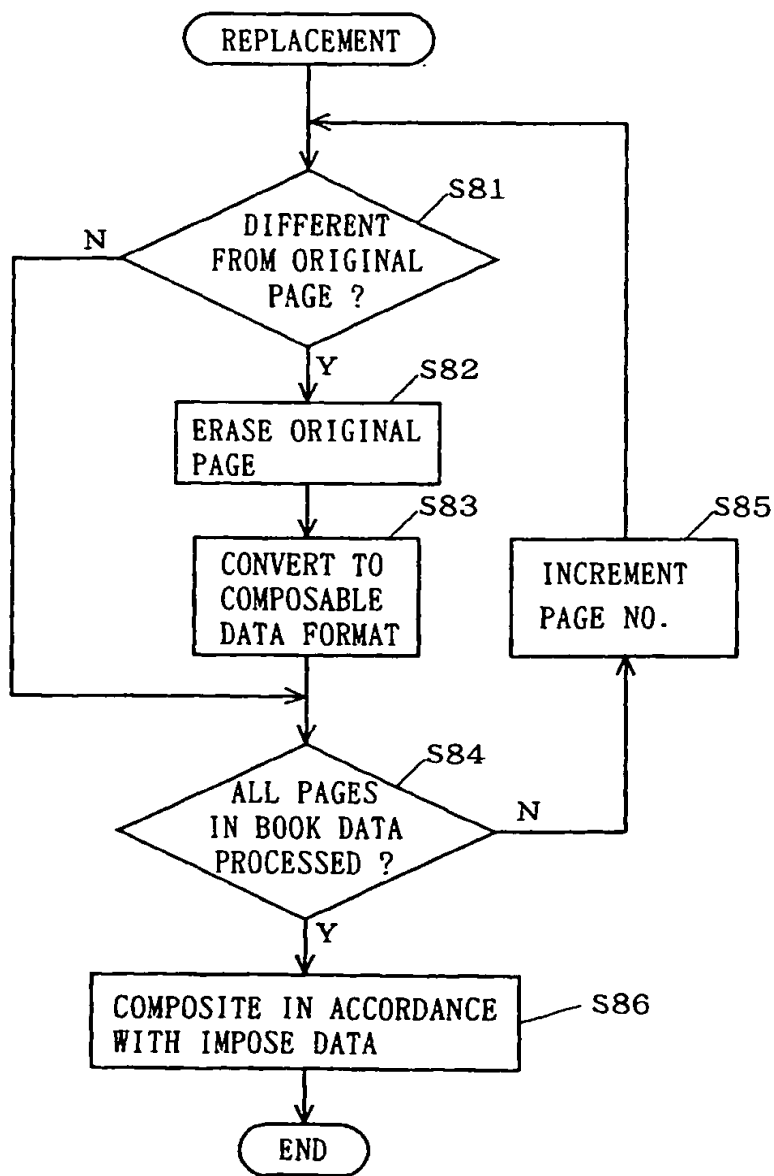 REPLACEMENT
S81
DIFFERENT
FROM ORIGINAL
PAGE ?
N
Y
S82
ERASE ORIGINAL
PAGE
S83
CONVERT TO
COMPOSABLE
DATA FORMAT
S85
INCREMENT
PAGE NO.
S84
ALL PAGES
IN BOOK DATA
PROCESSED ?
N
Y
COMPOSITE IN ACCORDANCE
WITH IMPOSE DATA
S86
END